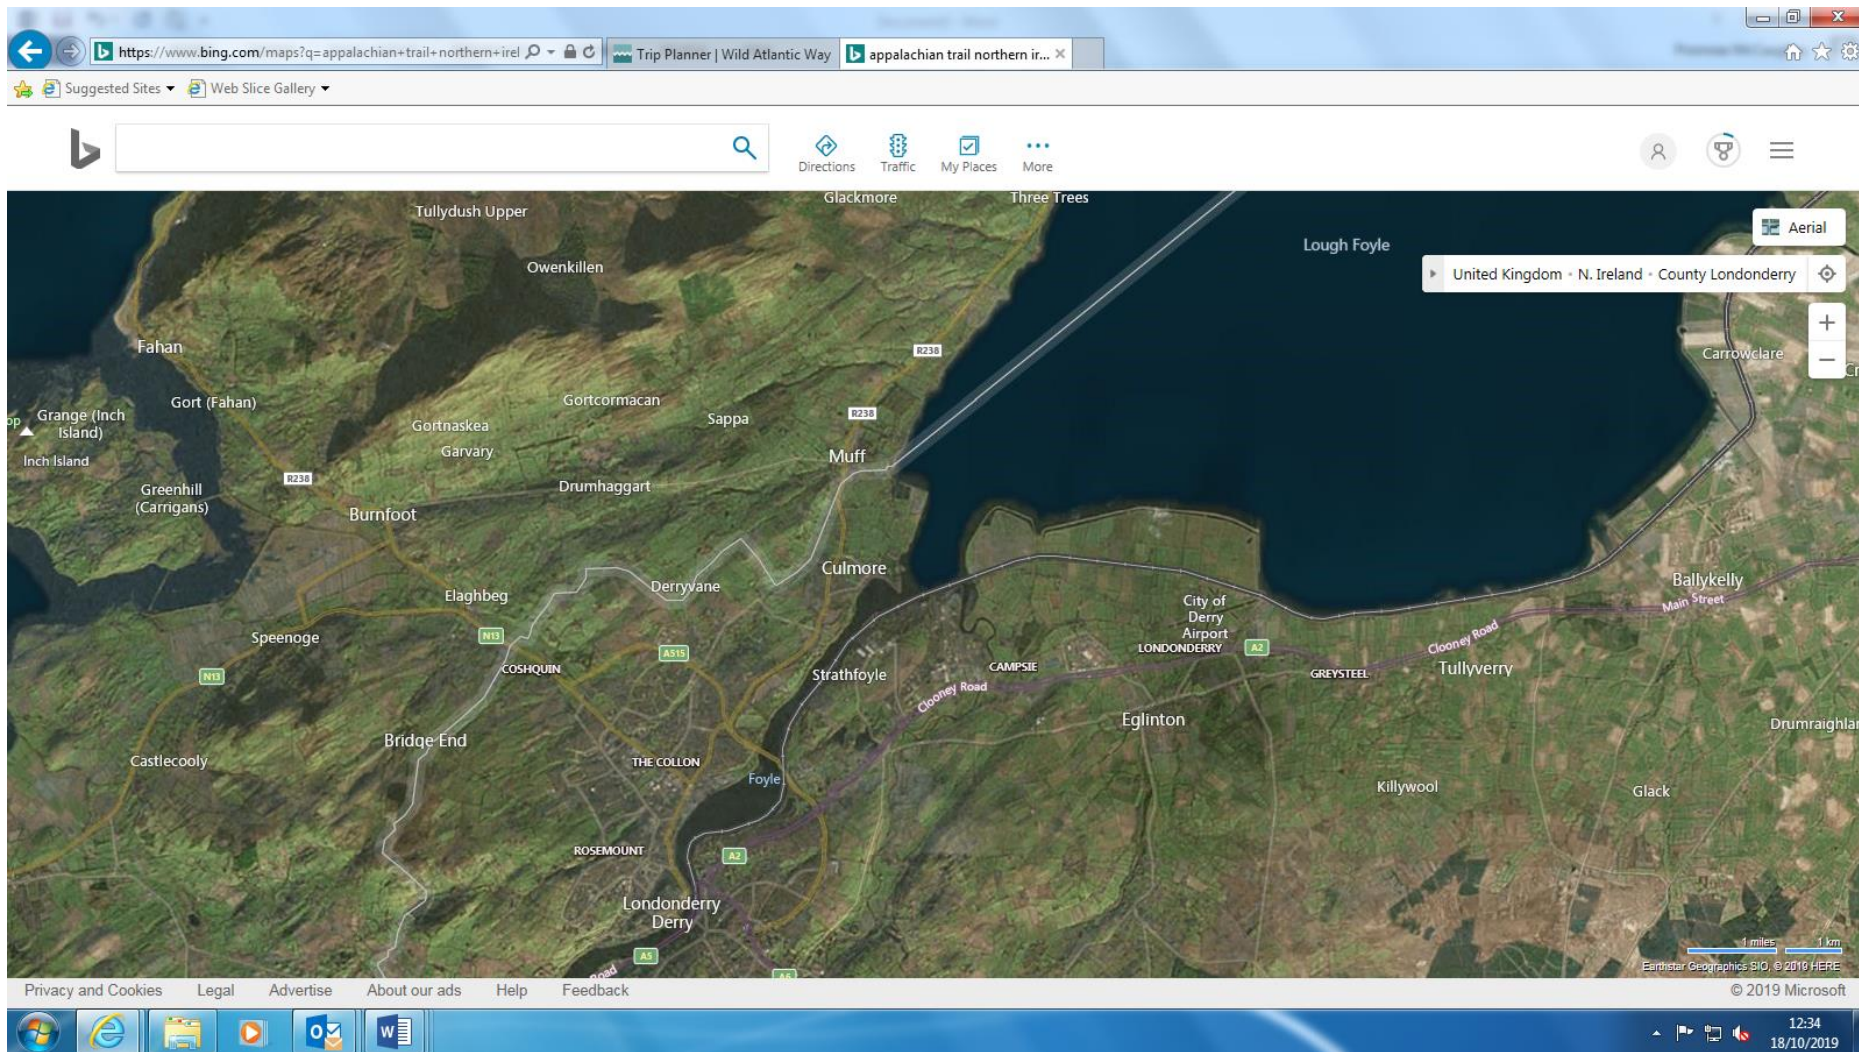 https://www.bing.com/maps?q=appalachian+trail+northern+irel
Trip Planner | Wild Atlantic Way
appalachian trail northern ir...
Suggested Sites
Web Slice Gallery
Directions
Traffic
My Places
More
Tullydush Upper
Glackmore
Three Trees
Aerial
Lough Foyle
Owenkillen
United Kingdom · N. Ireland · County Londonderry
Fahan
R238
Carrowclare
Gort (Fahan)
Gortcormacan
Grange (Inch
Island)
Sappa
R238
Gortnaskea
Garvary
Muff
Inch Island
R238
Greenhill
(Carrigans)
Drumhaggart
Burnfoot
Culmore
Derryvane
Ballykelly
Elaghbeg
Main Street
City of
Derry
Airport
LONDONDERRY
A2
Speenoge
N13
A515
Clooney Road
COSHQUIN
CAMPSIE
GREYSTEEL
Tullyverry
N13
Strathfoyle
Clooney Road
Eglinton
Drumraighlan
Bridge End
Castlecooly
THE COLLON
Foyle
Killywool
Glack
ROSEMOUNT
A2
Londonderry
Derry
A5
Road
A6
1 miles
1 km
Earthstar Geographics SIO, © 2019 HERE
Privacy and Cookies
Legal
Advertise
About our ads
Help
Feedback
© 2019 Microsoft
12:34
18/10/2019